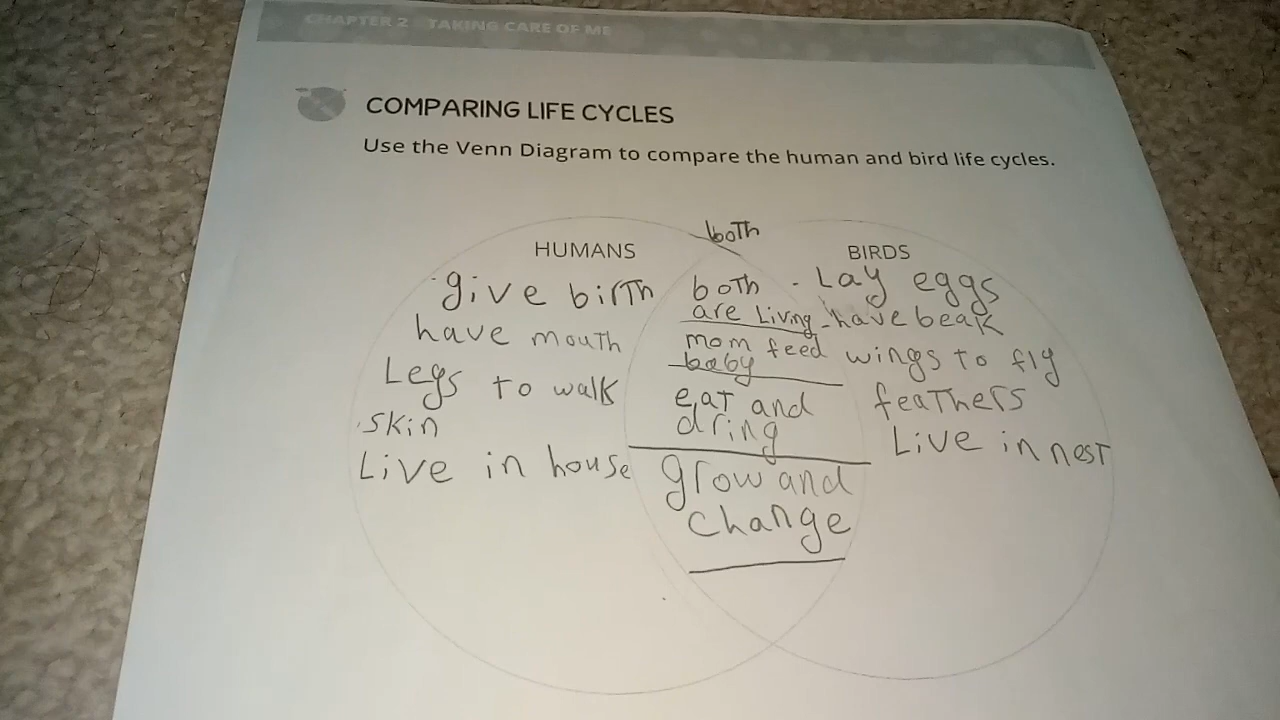 CHAPTER 2 TAKING CARE OF ME
COMPARING LIFE CYCLES
Use the Venn Diagram to compare the human and bird life cycles.
both
HUMANS
give birth
have mouth
Legs to walk
skin
Live in house
both
are Living
mom feed
baby
eat and
dring
grow and
change
BIRDS
- Lay eggs
- have beak
wings to fly
feathers
Live in nest